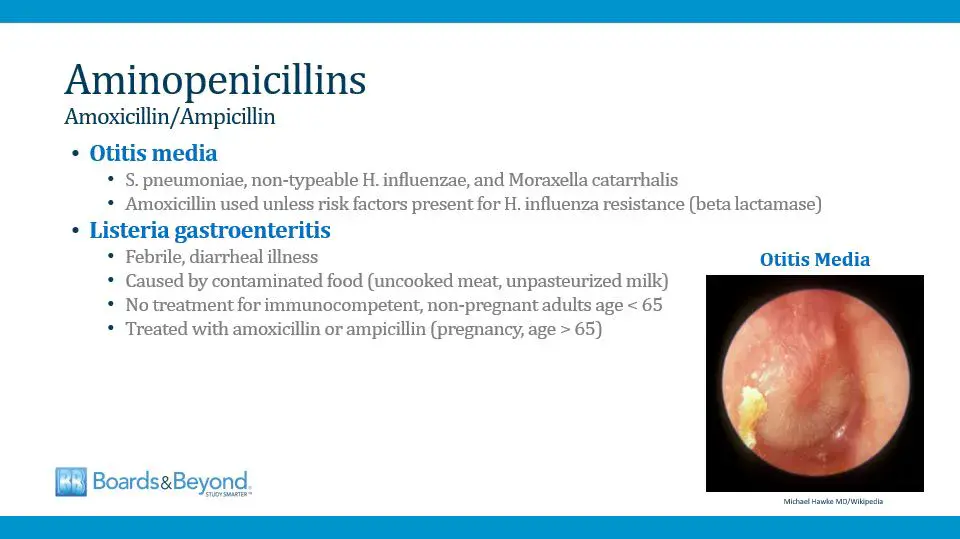 Aminopenicillins
Amoxicillin/Ampicillin
• Otitis media
• S. pneumoniae, non-typeable H. influenzae, and Moraxella catarrhalis
• Amoxicillin used unless risk factors present for H. influenza resistance (beta lactamase)
• Listeria gastroenteritis
• Febrile, diarrheal illness
• Caused by contaminated food (uncooked meat, unpasteurized milk)
• No treatment for immunocompetent, non-pregnant adults age < 65
• Treated with amoxicillin or ampicillin (pregnancy, age > 65)
Otitis Media
BB Boards&Beyond.
STUDY SMARTER™
Michael Hawke MD/Wikipedia